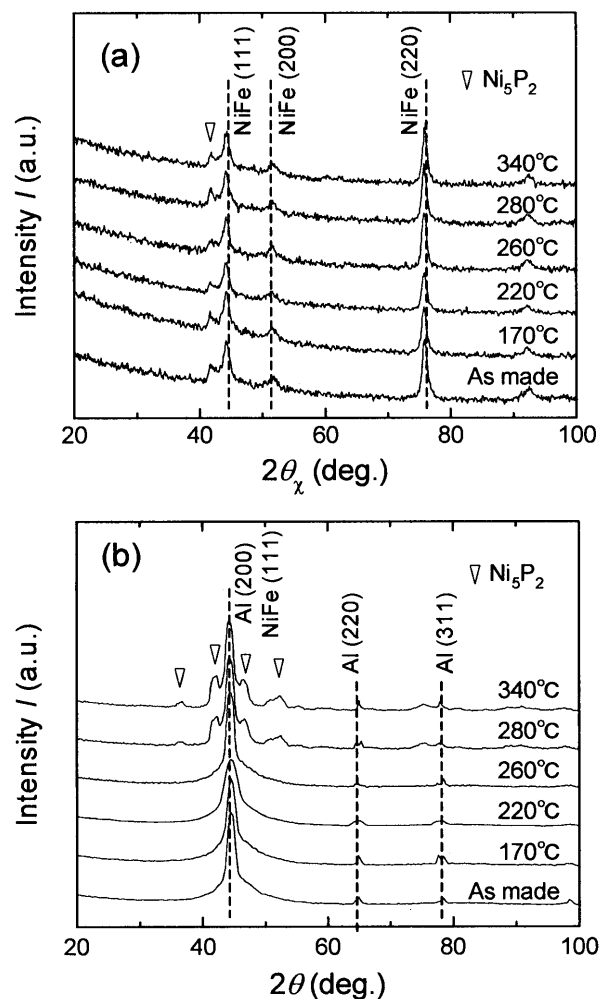 (a)
NiFe (111)
NiFe (200)
NiFe (220)
Ni5P2
340°C
280°C
260°C
220°C
170°C
As made
Intensity I / (a.u.)
20 40 60 80 100
2θχ (deg.)
(b)
Al (200)
NiFe (111)
Al (220)
Al (311)
Ni5P2
340°C
280°C
260°C
220°C
170°C
As made
Intensity I / (a.u.)
20 40 60 80 100
2θ (deg.)